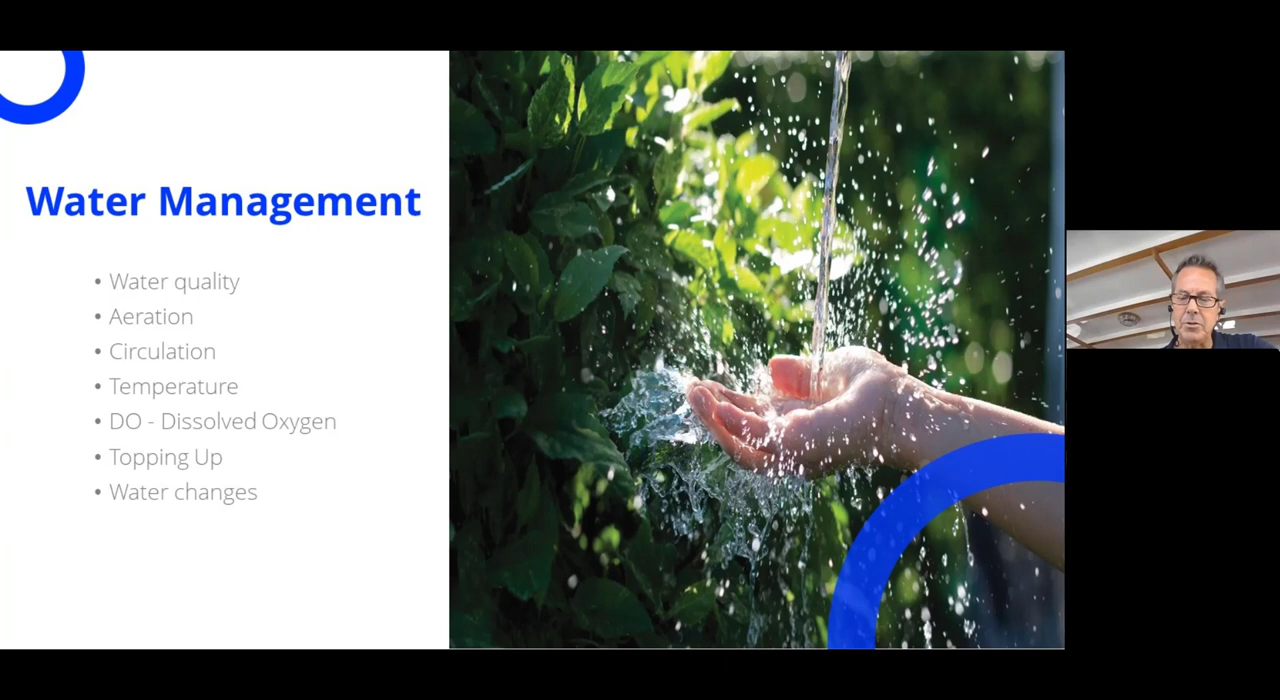 Water Management
• Water quality
• Aeration
• Circulation
• Temperature
• DO - Dissolved Oxygen
• Topping Up
• Water changes